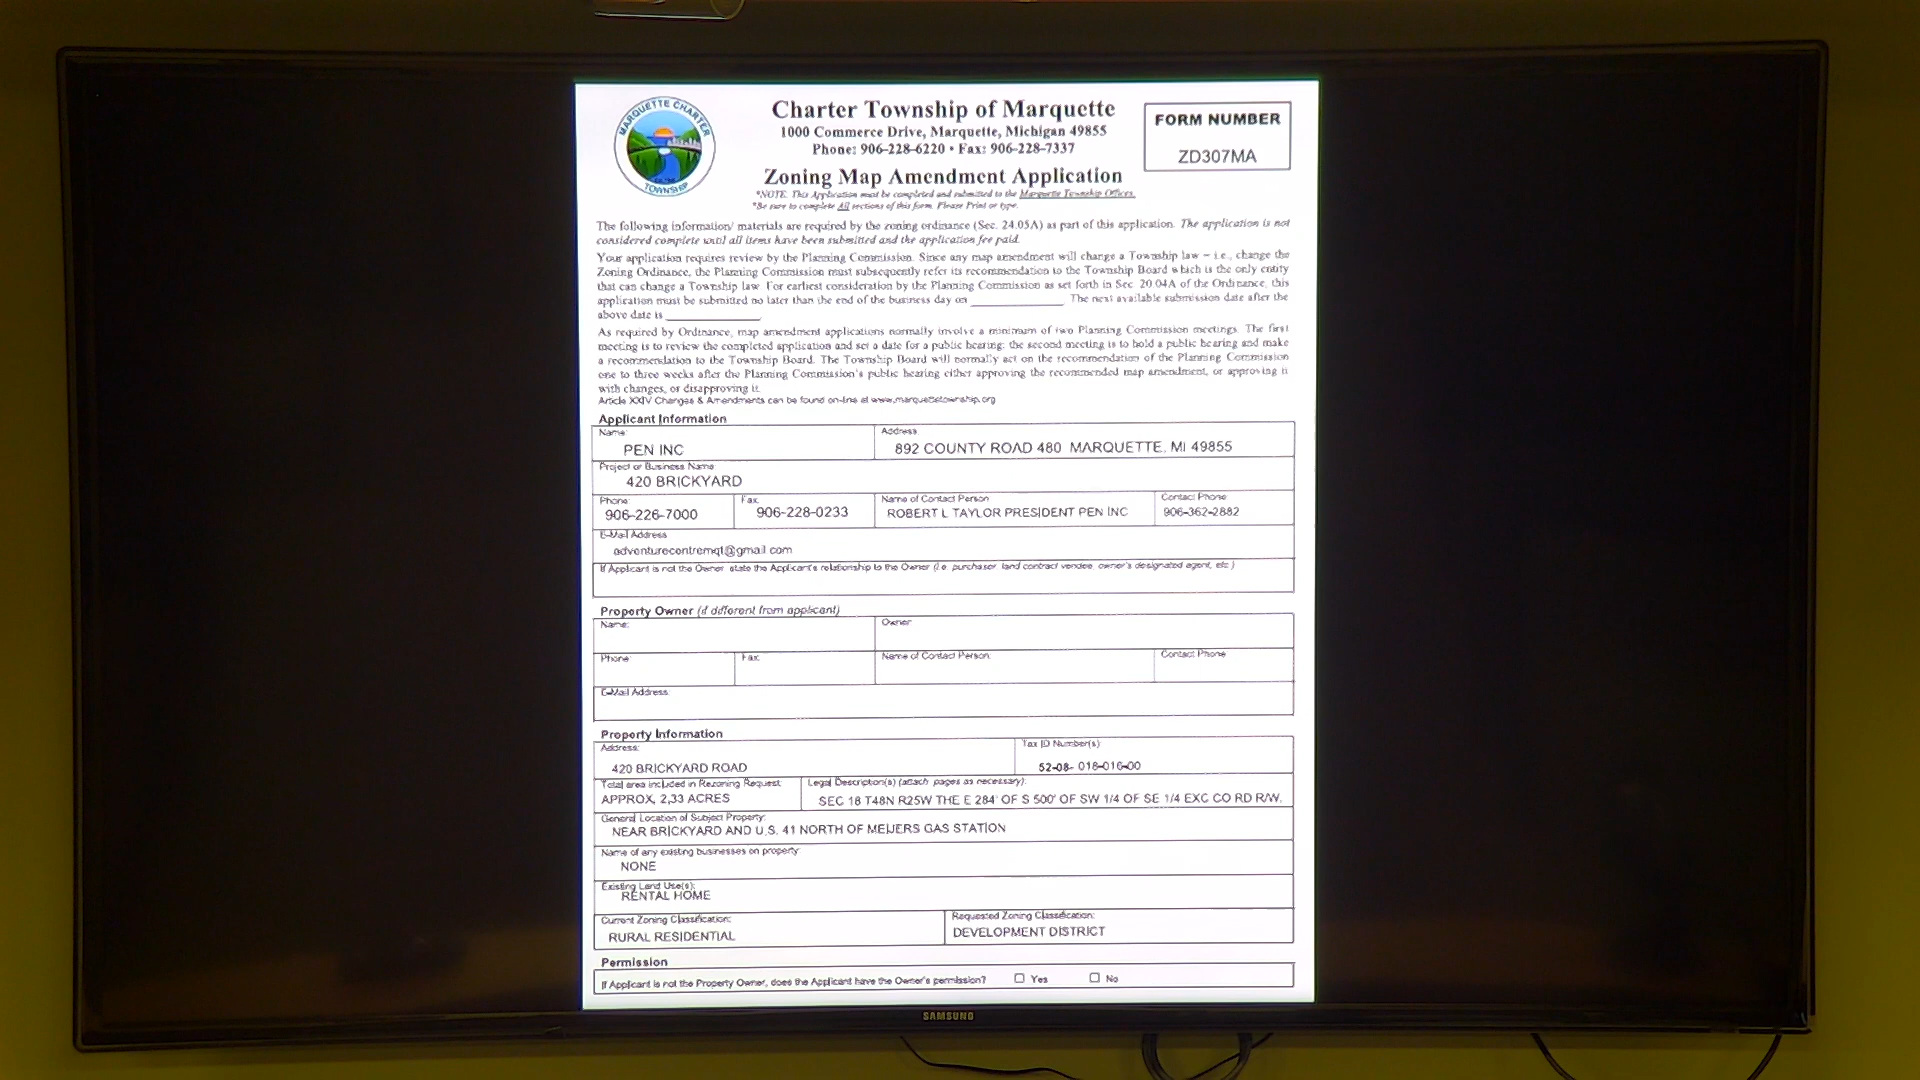 MARQUETTE CHARTER
TOWNSHIP
Charter Township of Marquette
1000 Commerce Drive, Marquette, Michigan 49855
Phone: 906-228-6220 • Fax: 906-228-7337
FORM NUMBER
ZD307MA
Zoning Map Amendment Application
*NOTE: This Application must be completed and submitted to the Marquette Township Offices.
*Be sure to complete All sections of this form. Please Print or type.
The following information/ materials are required by the zoning ordinance (Sec. 24.05A) as part of this application. The application is not
considered complete until all items have been submitted and the application fee paid.
Your application requires review by the Planning Commission. Since any map amendment will change a Township law – i.e., change the
Zoning Ordinance, the Planning Commission must subsequently refer its recommendation to the Township Board which is the only entity
that can change a Township law. For earliest consideration by the Planning Commission as set forth in Sec. 20.04A of the Ordinance, this
application must be submitted no later than the end of the business day on ______________. The next available submission date after the
above date is ______________.
As required by Ordinance, map amendment applications normally involve a minimum of two Planning Commission meetings. The first
meeting is to review the completed application and set a date for a public hearing; the second meeting is to hold a public hearing and make
a recommendation to the Township Board. The Township Board will normally act on the recommendation of the Planning Commission
one to three weeks after the Planning Commission's public hearing either approving the recommended map amendment, or approving it
with changes, or disapproving it.
Article XXIV Changes & Amendments can be found on-line at www.marquettetownship.org
Applicant Information
Name: PEN INC
Address 892 COUNTY ROAD 480 MARQUETTE, MI 49855
Project or Business Name
420 BRICKYARD
Phone: 906-226-7000
Fax: 906-228-0233
Name of Contact Person ROBERT L TAYLOR PRESIDENT PEN INC
Contact Phone 906-362-2882
E-Mail Address
adventurecentremqt@gmail.com
If Applicant is not the Owner state the Applicant's relationship to the Owner (i.e. purchaser, land contract vendee, owner's designated agent, etc.)
Property Owner (if different from applicant)
Name:
Owner
Phone
Fax:
Name of Contact Person:
Contact Phone
E-Mail Address:
Property Information
Address: 420 BRICKYARD ROAD
Tax ID Number(s): 52-08- 018-016-00
Total area included in Rezoning Request: APPROX, 2,33 ACRES
Legal Description(s) (attach pages as necessary): SEC 18 T48N R25W THE E 284' OF S 500' OF SW 1/4 OF SE 1/4 EXC CO RD R/W.
General Location of Subject Property:
NEAR BRICKYARD AND U.S. 41 NORTH OF MEIJERS GAS STATION
Name of any existing businesses on property:
NONE
Existing Land Use(s):
RENTAL HOME
Current Zoning Classification: RURAL RESIDENTIAL
Requested Zoning Classification: DEVELOPMENT DISTRICT
Permission
If Applicant is not the Property Owner, does the Applicant have the Owner's permission? ☐ Yes ☐ No
SAMSUNG